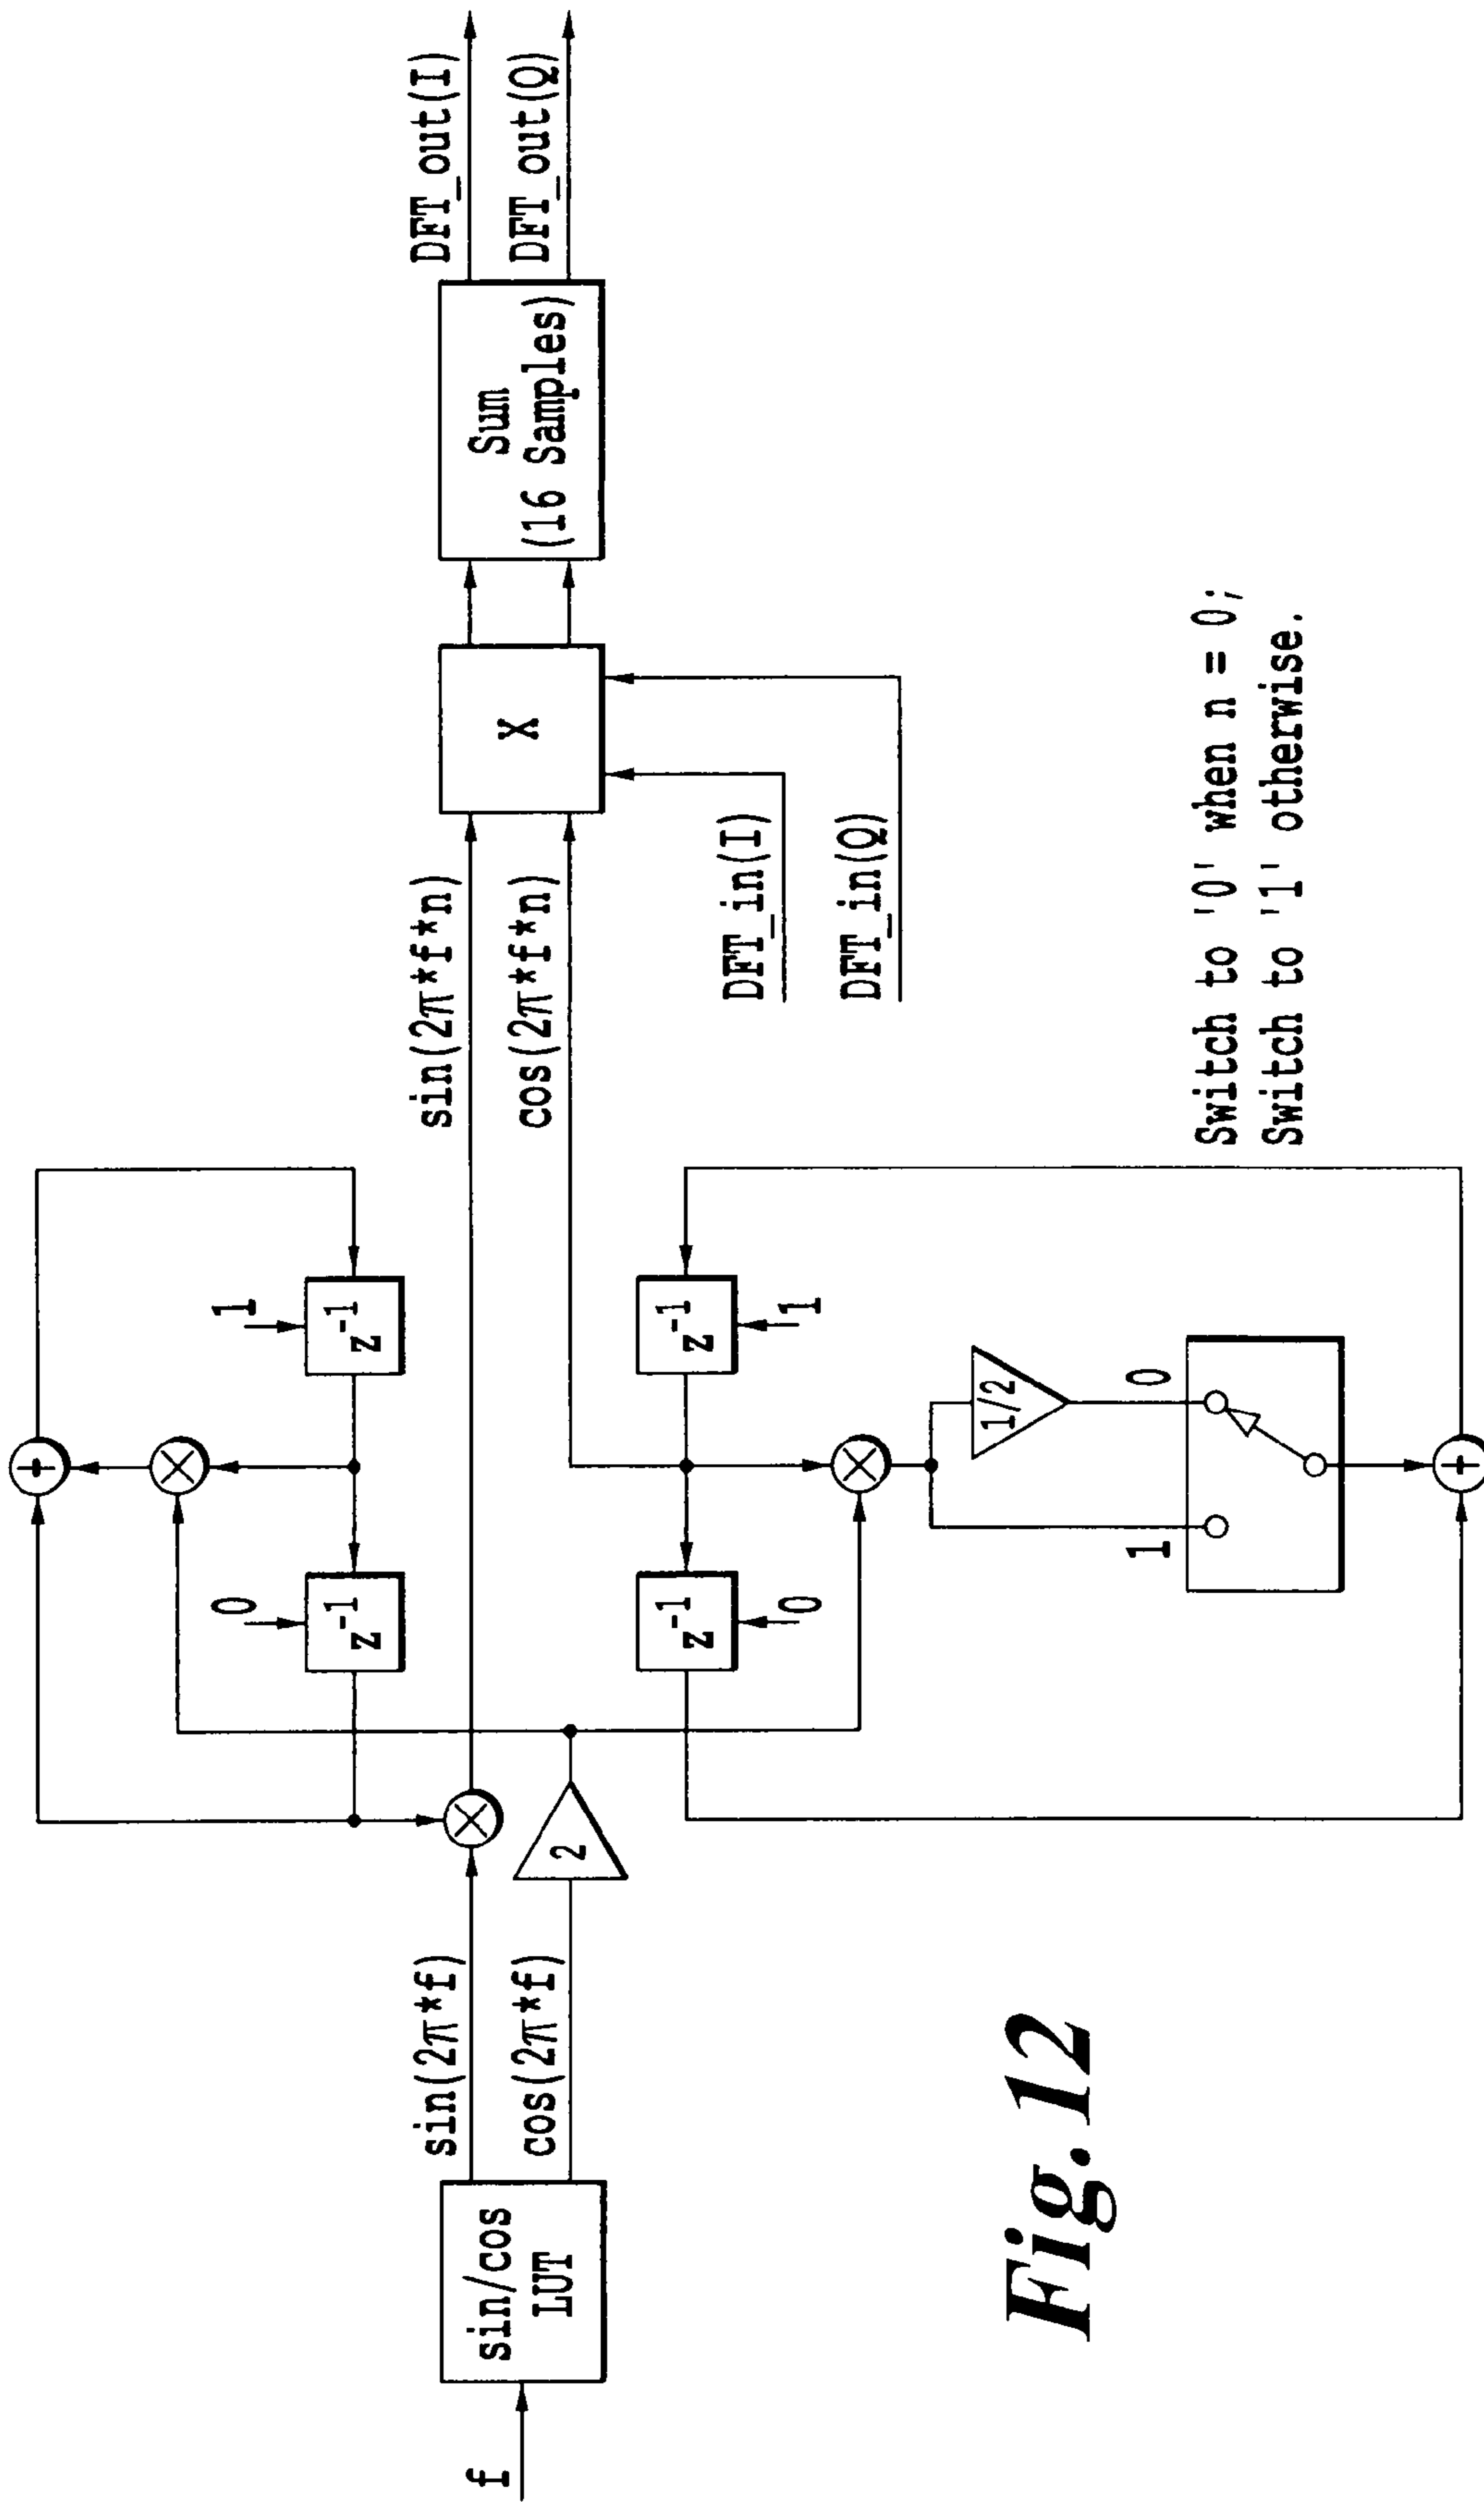 f
sin/cos
LUT
sin(2π*f)
cos(2π*f)
2
0
z⁻¹
1
z⁻¹
sin(2π*f*n)
cos(2π*f*n)
z⁻¹
0
z⁻¹
1
1/2
1
0
DFT_in(I)
DFT_in(Q)
X
Sum
(16 Samples)
DFT_out(I)
DFT_out(Q)
Switch to '0' when n = 0;
Switch to '1' otherwise.
Fig. 12